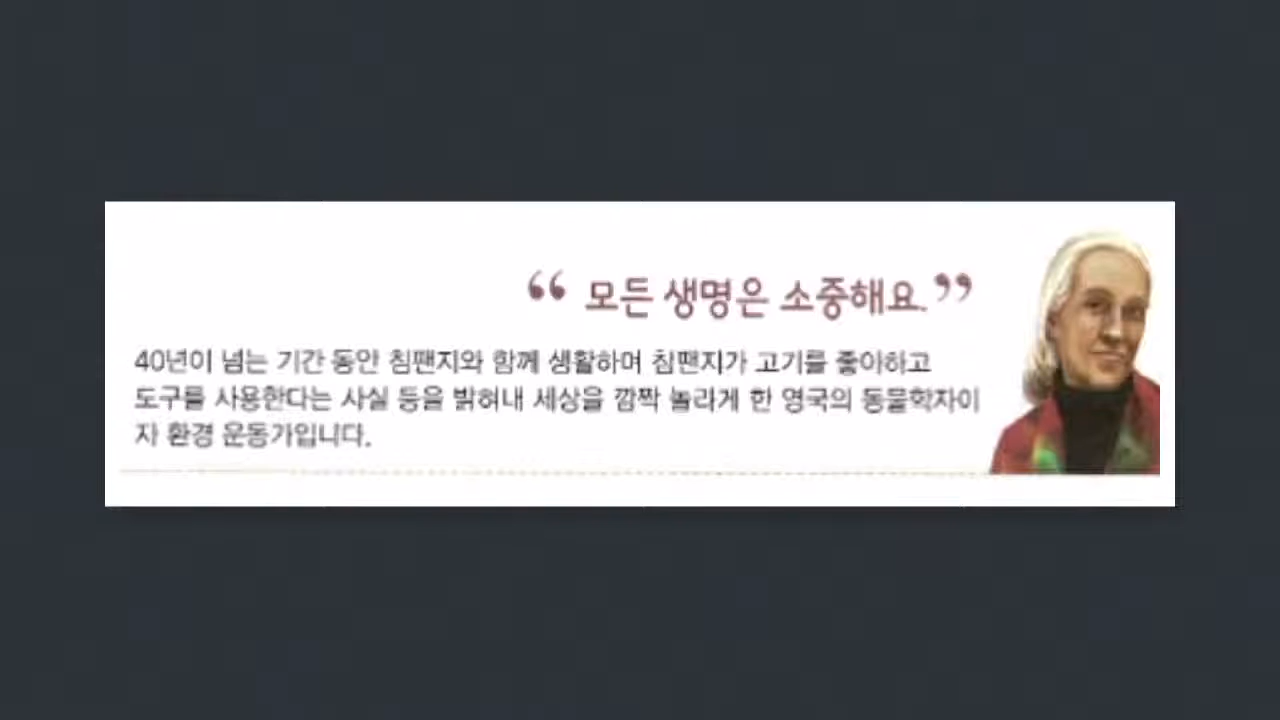 “ 모든 생명은 소중해요. ”
40년이 넘는 기간 동안 침팬지와 함께 생활하며 침팬지가 고기를 좋아하고
도구를 사용한다는 사실 등을 밝혀내 세상을 깜짝 놀라게 한 영국의 동물학자이
자 환경 운동가입니다.